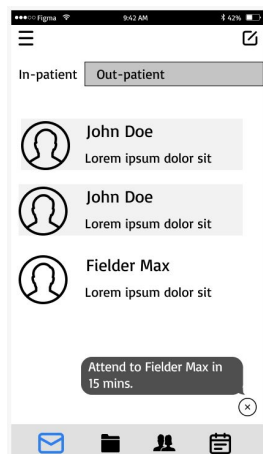 Figma 9:42 AM 42%
In-patient Out-patient
John Doe
Lorem ipsum dolor sit
John Doe
Lorem ipsum dolor sit
Fielder Max
Lorem ipsum dolor sit
Attend to Fielder Max in
15 mins.